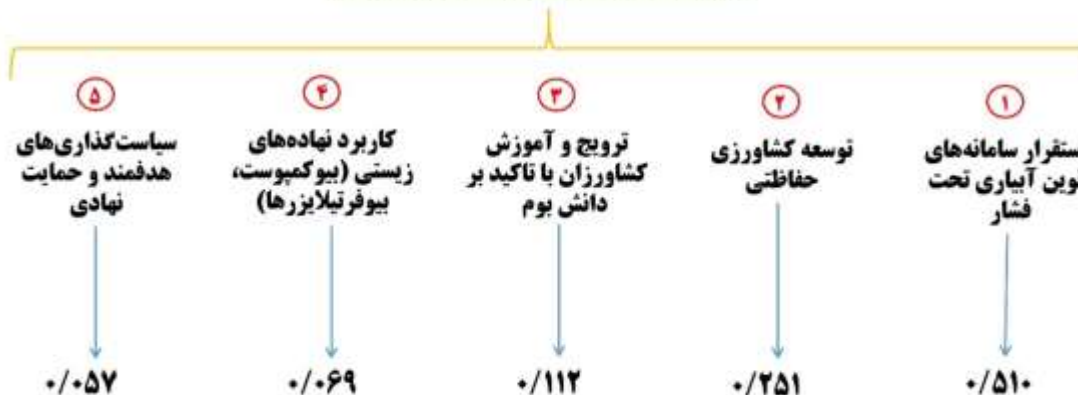 ۱
ستقرار سامانه‌های
وین آبیاری تحت
فشار
۰/۵۱۰
۲
توسعه کشاورزی
حفاظتی
۰/۲۵۱
۳
ترویج و آموزش
کشاورزان با تاکید بر
دانش بوم
۰/۱۱۲
۴
کاربرد نهاده‌های
زیستی (بیوکمپوست،
بیوفرتیلایزرها)
۰/۰۶۹
۵
سیاست‌گذاری‌های
هدفمند و حمایت
نهادی
۰/۰۵۷